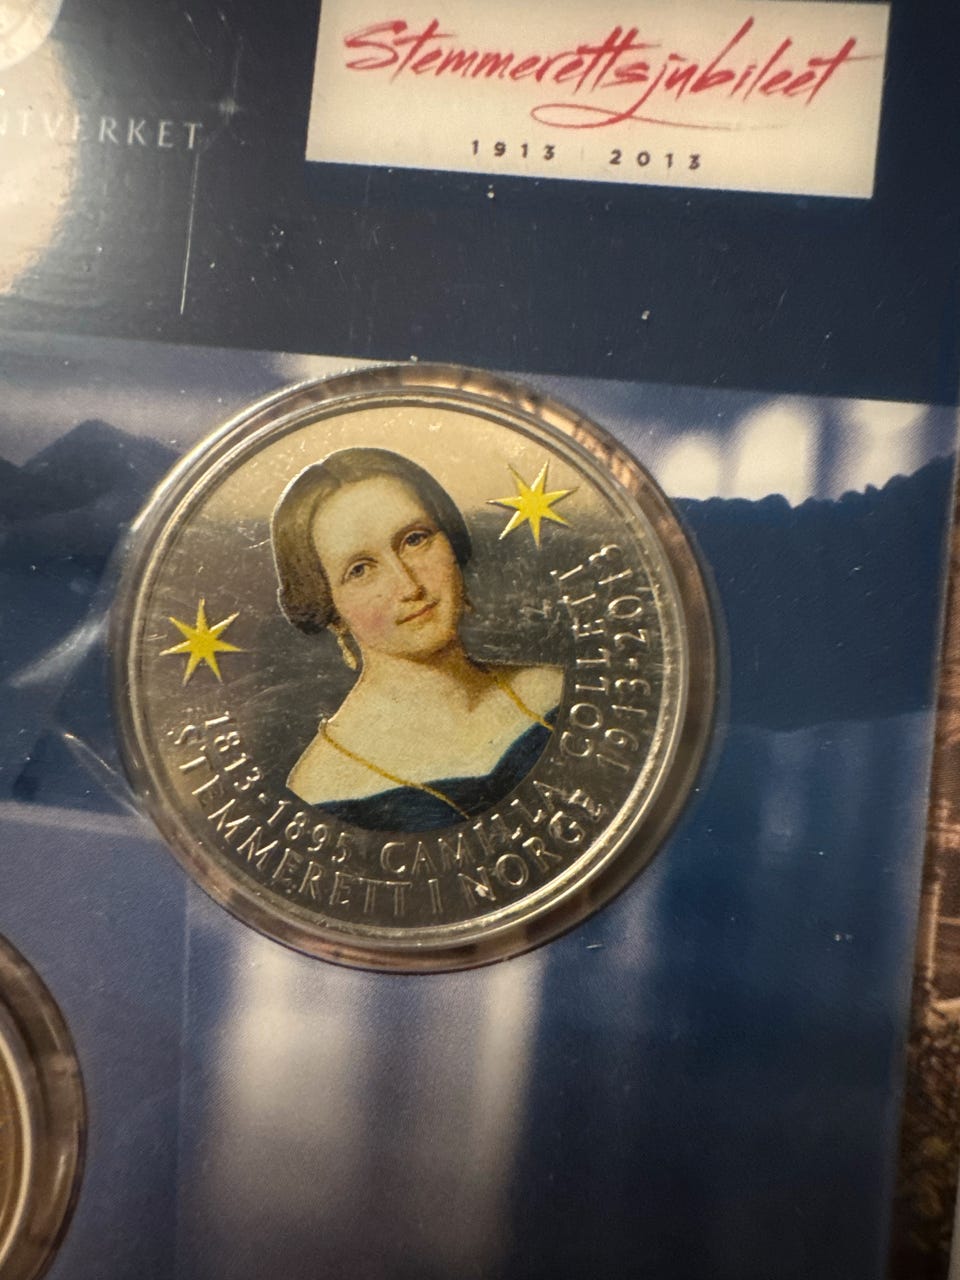 NTVERKET
Stemmerettsjubileet
1913 | 2013
1813-1895 CAMILLA COLLETT
STEMMERETT I NORGE 1913-2013